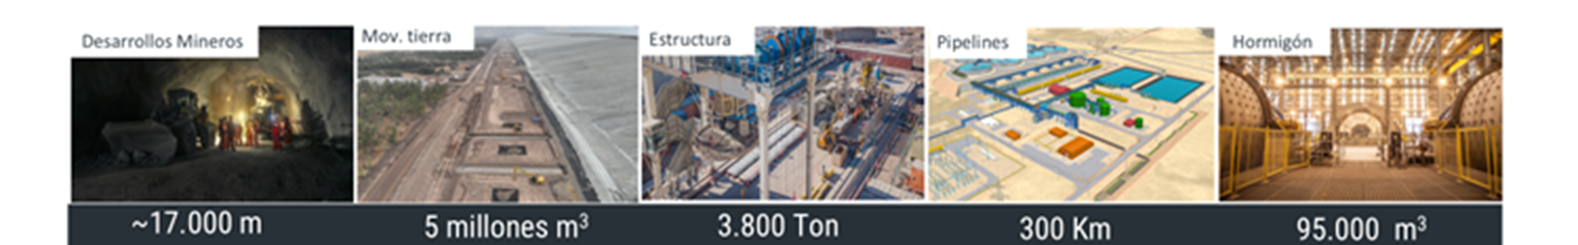 Desarrollos Mineros
Mov. tierra
Estructura
Pipelines
Hormigón
~17.000 m
5 millones m³
3.800 Ton
300 Km
95.000 m³